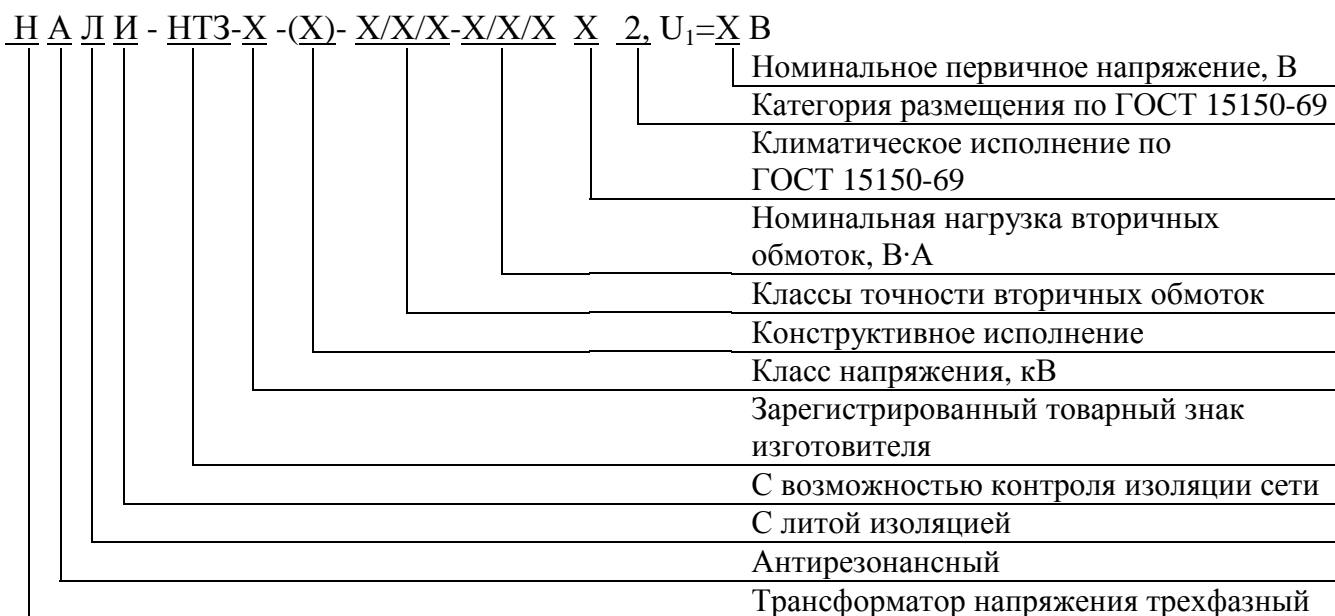 Н А Л И - НТЗ-Х -(Х)- Х/Х/Х-Х/Х/Х Х 2, U₁=Х В
Номинальное первичное напряжение, В
Категория размещения по ГОСТ 15150-69
Климатическое исполнение по
ГОСТ 15150-69
Номинальная нагрузка вторичных
обмоток, В·А
Классы точности вторичных обмоток
Конструктивное исполнение
Класс напряжения, кВ
Зарегистрированный товарный знак
изготовителя
С возможностью контроля изоляции сети
С литой изоляцией
Антирезонансный
Трансформатор напряжения трехфазный